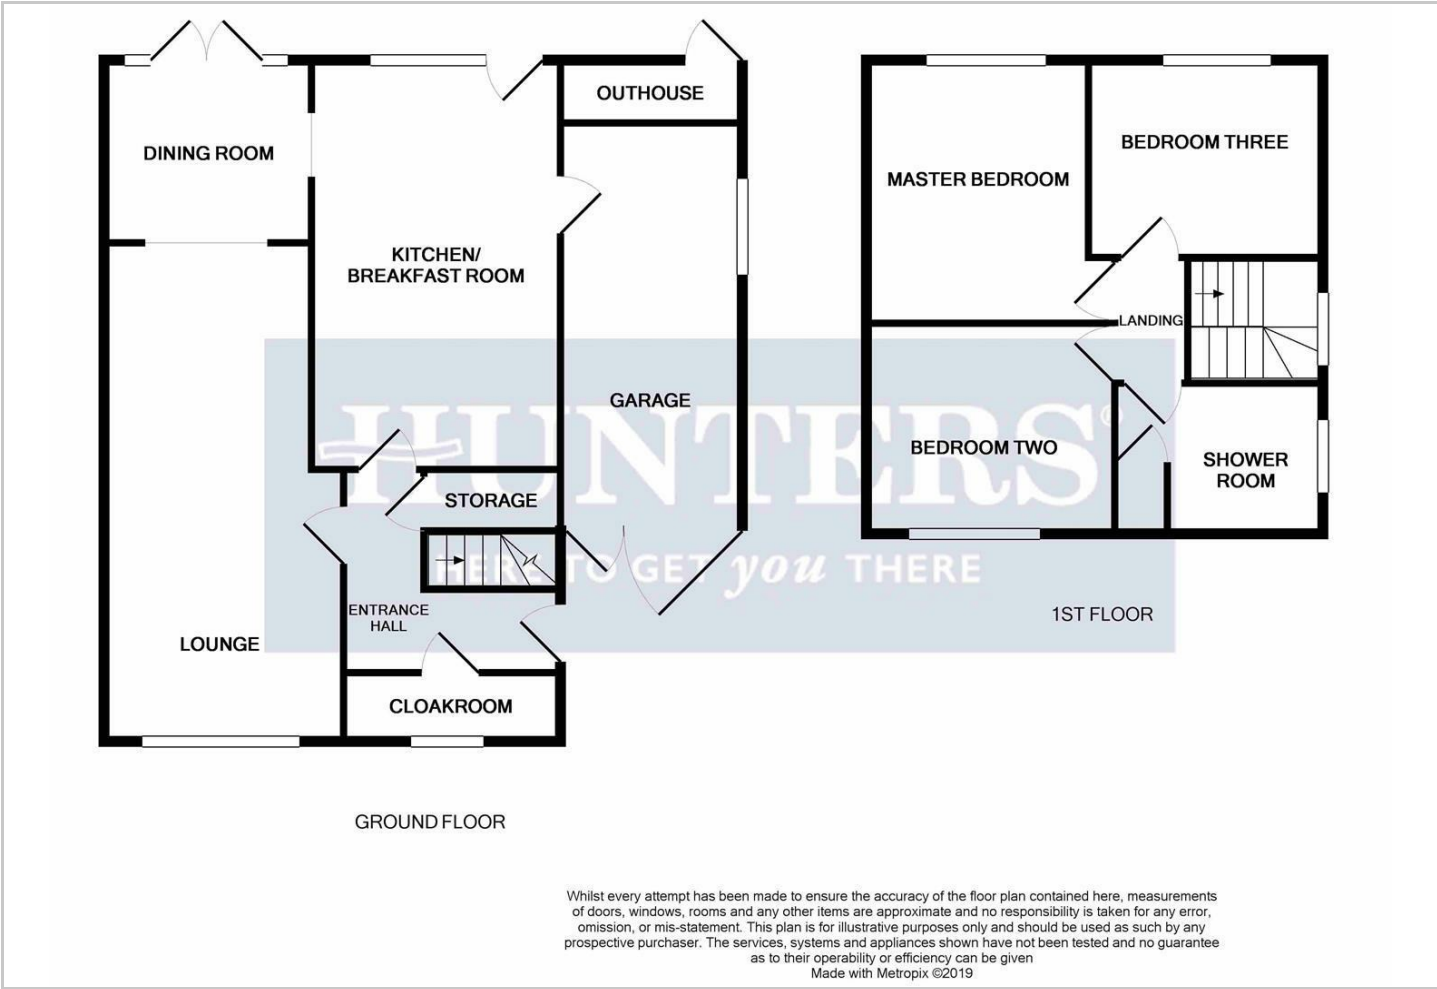 OUTHOUSE
DINING ROOM
KITCHEN/
BREAKFAST ROOM
GARAGE
STORAGE
ENTRANCE
HALL
LOUNGE
CLOAKROOM
GROUND FLOOR
MASTER BEDROOM
BEDROOM THREE
LANDING
BEDROOM TWO
SHOWER
ROOM
1ST FLOOR
HUNTERS®
HERE TO GET you THERE
Whilst every attempt has been made to ensure the accuracy of the floor plan contained here, measurements
of doors, windows, rooms and any other items are approximate and no responsibility is taken for any error,
omission, or mis-statement. This plan is for illustrative purposes only and should be used as such by any
prospective purchaser. The services, systems and appliances shown have not been tested and no guarantee
as to their operability or efficiency can be given
Made with Metropix ©2019